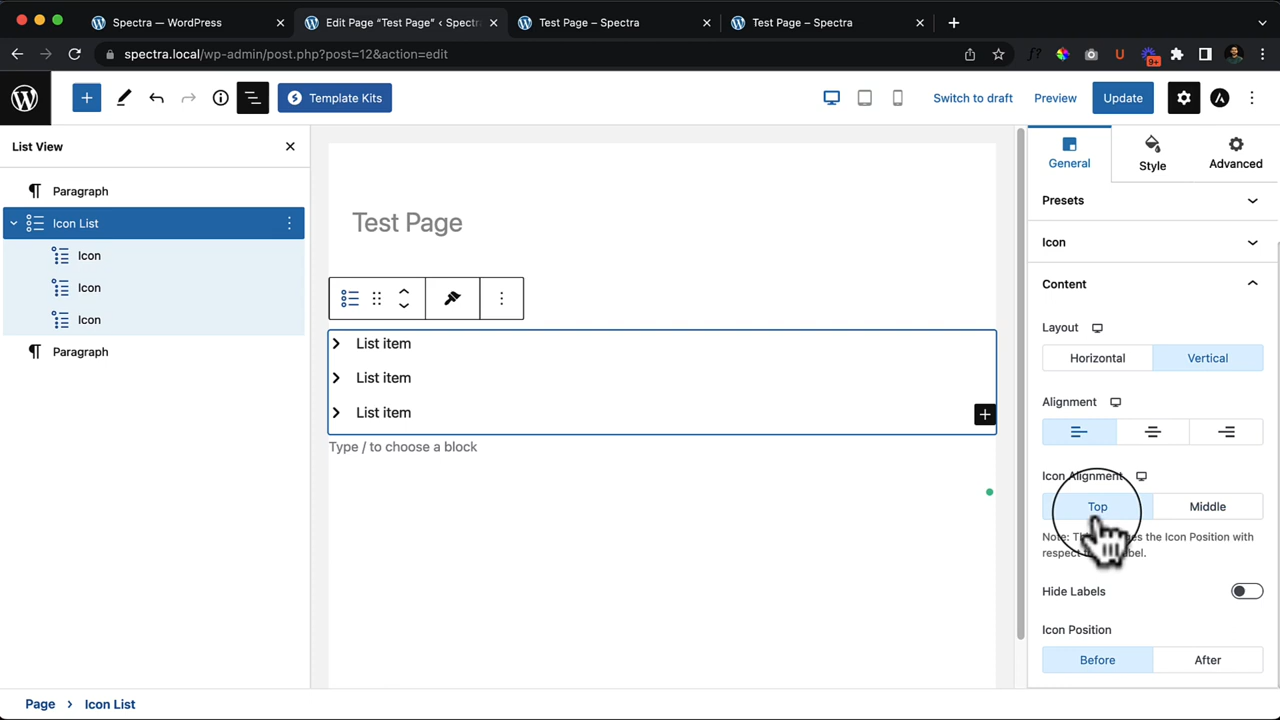 Spectra — WordPress
Edit Page “Test Page” ‹ Spectra
Test Page – Spectra
Test Page – Spectra
spectra.local/wp-admin/post.php?post=12&action=edit
9+
Template Kits
Switch to draft
Preview
Update
List View
Paragraph
Icon List
Icon
Icon
Icon
Paragraph
Test Page
List item
List item
List item
Type / to choose a block
General
Style
Advanced
Presets
Icon
Content
Layout
Horizontal
Vertical
Alignment
Icon Alignment
Top
Middle
Note: the Icon Position with
respect
Hide Labels
Icon Position
Before
After
Page
Icon List